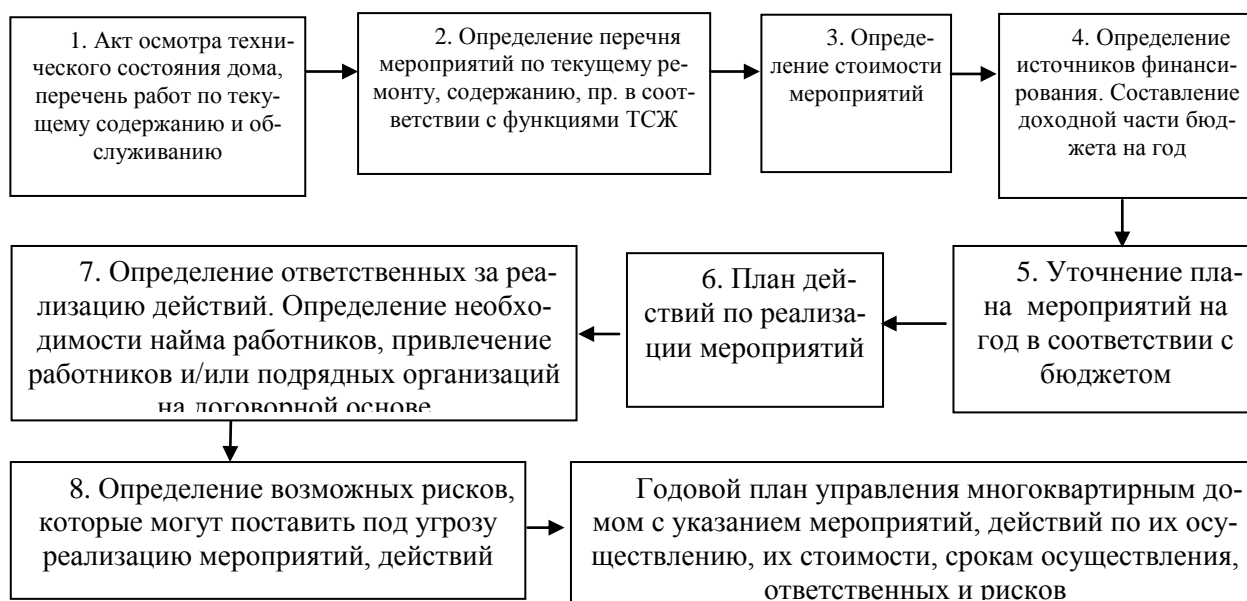 1. Акт осмотра техни-
ческого состояния дома,
перечень работ по теку-
щему содержанию и об-
служиванию
2. Определение перечня
мероприятий по текущему ре-
монту, содержанию, пр. в соот-
ветствии с функциями ТСЖ
3. Опреде-
ление стоимости
мероприятий
4. Определение
источников финанси-
рования. Составление
доходной части бюд-
жета на год
5. Уточнение пла-
на мероприятий на
год в соответствии с
бюджетом
6. План дей-
ствий по реализа-
ции мероприятий
7. Определение ответственных за реа-
лизацию действий. Определение необхо-
димости найма работников, привлечение
работников и/или подрядных организаций
на договорной основе
8. Определение возможных рисков,
которые могут поставить под угрозу
реализацию мероприятий, действий
Годовой план управления многоквартирным до-
мом с указанием мероприятий, действий по их осу-
ществлению, их стоимости, срокам осуществления,
ответственных и рисков